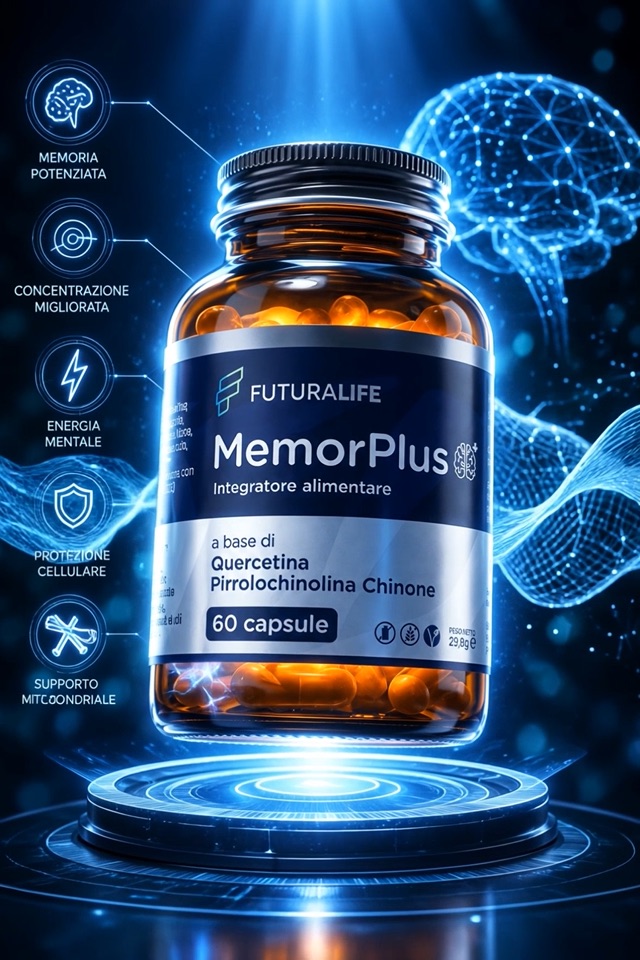 MEMORIA
POTENZIATA
CONCENTRAZIONE
MIGLIORATA
ENERGIA
MENTALE
PROTEZIONE
CELLULARE
SUPPORTO
MITCOONDRIALE
FUTURALIFE
MemorPlus
Integratore alimentare
a base di
Quercetina
Pirrolochinolina Chinone
60 capsule
PESO NETTO
29,8g e